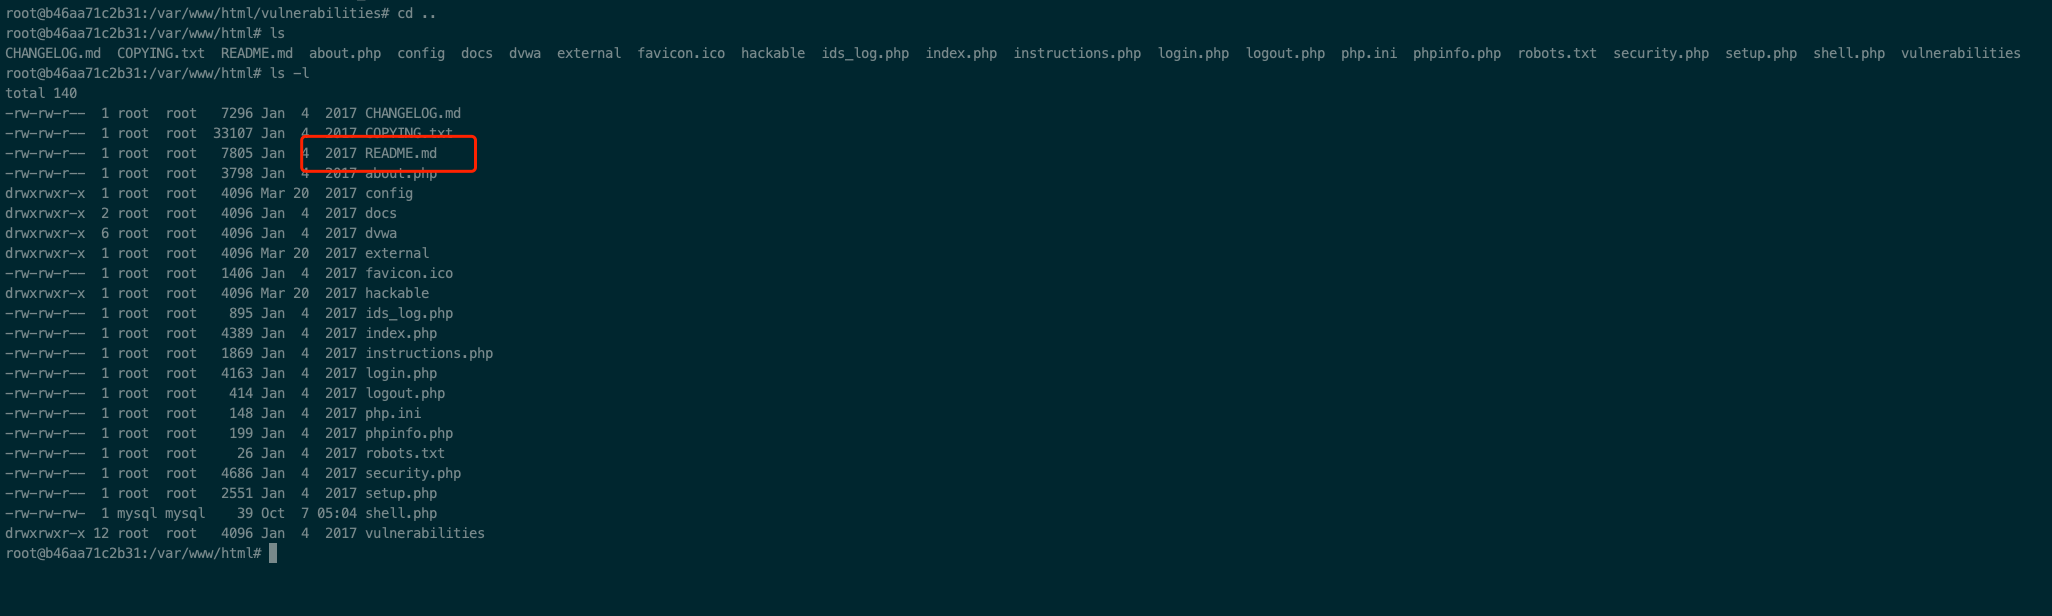 root@b46aa71c2b31:/var/www/html/vulnerabilities# cd ..
root@b46aa71c2b31:/var/www/html# ls
CHANGELOG.md  COPYING.txt  README.md  about.php  config  docs  dvwa  external  favicon.ico  hackable  ids_log.php  index.php  instructions.php  login.php  logout.php  php.ini  phpinfo.php  robots.txt  security.php  setup.php  shell.php  vulnerabilities
root@b46aa71c2b31:/var/www/html# ls -l
total 140
-rw-rw-r--  1 root  root   7296 Jan  4  2017 CHANGELOG.md
-rw-rw-r--  1 root  root  33107 Jan  4  2017 COPYING.txt
-rw-rw-r--  1 root  root   7805 Jan  4  2017 README.md
-rw-rw-r--  1 root  root   3798 Jan  4  2017 about.php
drwxrwxr-x  1 root  root   4096 Mar 20  2017 config
drwxrwxr-x  2 root  root   4096 Jan  4  2017 docs
drwxrwxr-x  6 root  root   4096 Jan  4  2017 dvwa
drwxrwxr-x  1 root  root   4096 Mar 20  2017 external
-rw-rw-r--  1 root  root   1406 Jan  4  2017 favicon.ico
drwxrwxr-x  1 root  root   4096 Mar 20  2017 hackable
-rw-rw-r--  1 root  root    895 Jan  4  2017 ids_log.php
-rw-rw-r--  1 root  root   4389 Jan  4  2017 index.php
-rw-rw-r--  1 root  root   1869 Jan  4  2017 instructions.php
-rw-rw-r--  1 root  root   4163 Jan  4  2017 login.php
-rw-rw-r--  1 root  root    414 Jan  4  2017 logout.php
-rw-rw-r--  1 root  root    148 Jan  4  2017 php.ini
-rw-rw-r--  1 root  root    199 Jan  4  2017 phpinfo.php
-rw-rw-r--  1 root  root     26 Jan  4  2017 robots.txt
-rw-rw-r--  1 root  root   4686 Jan  4  2017 security.php
-rw-rw-r--  1 root  root   2551 Jan  4  2017 setup.php
-rw-rw-rw-  1 mysql mysql    39 Oct  7 05:04 shell.php
drwxrwxr-x 12 root  root   4096 Jan  4  2017 vulnerabilities
root@b46aa71c2b31:/var/www/html#